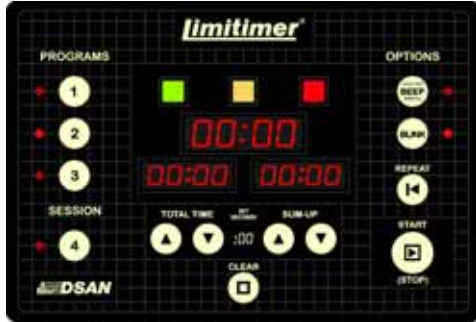 Limitimer®
PROGRAMS
OPTIONS
1
BEEP
2
BLINK
3
00:00
00:00
00:00
REPEAT
SESSION
TOTAL TIME
SUM-UP
START
4
:00
CLEAR
(STOP)
DSAN